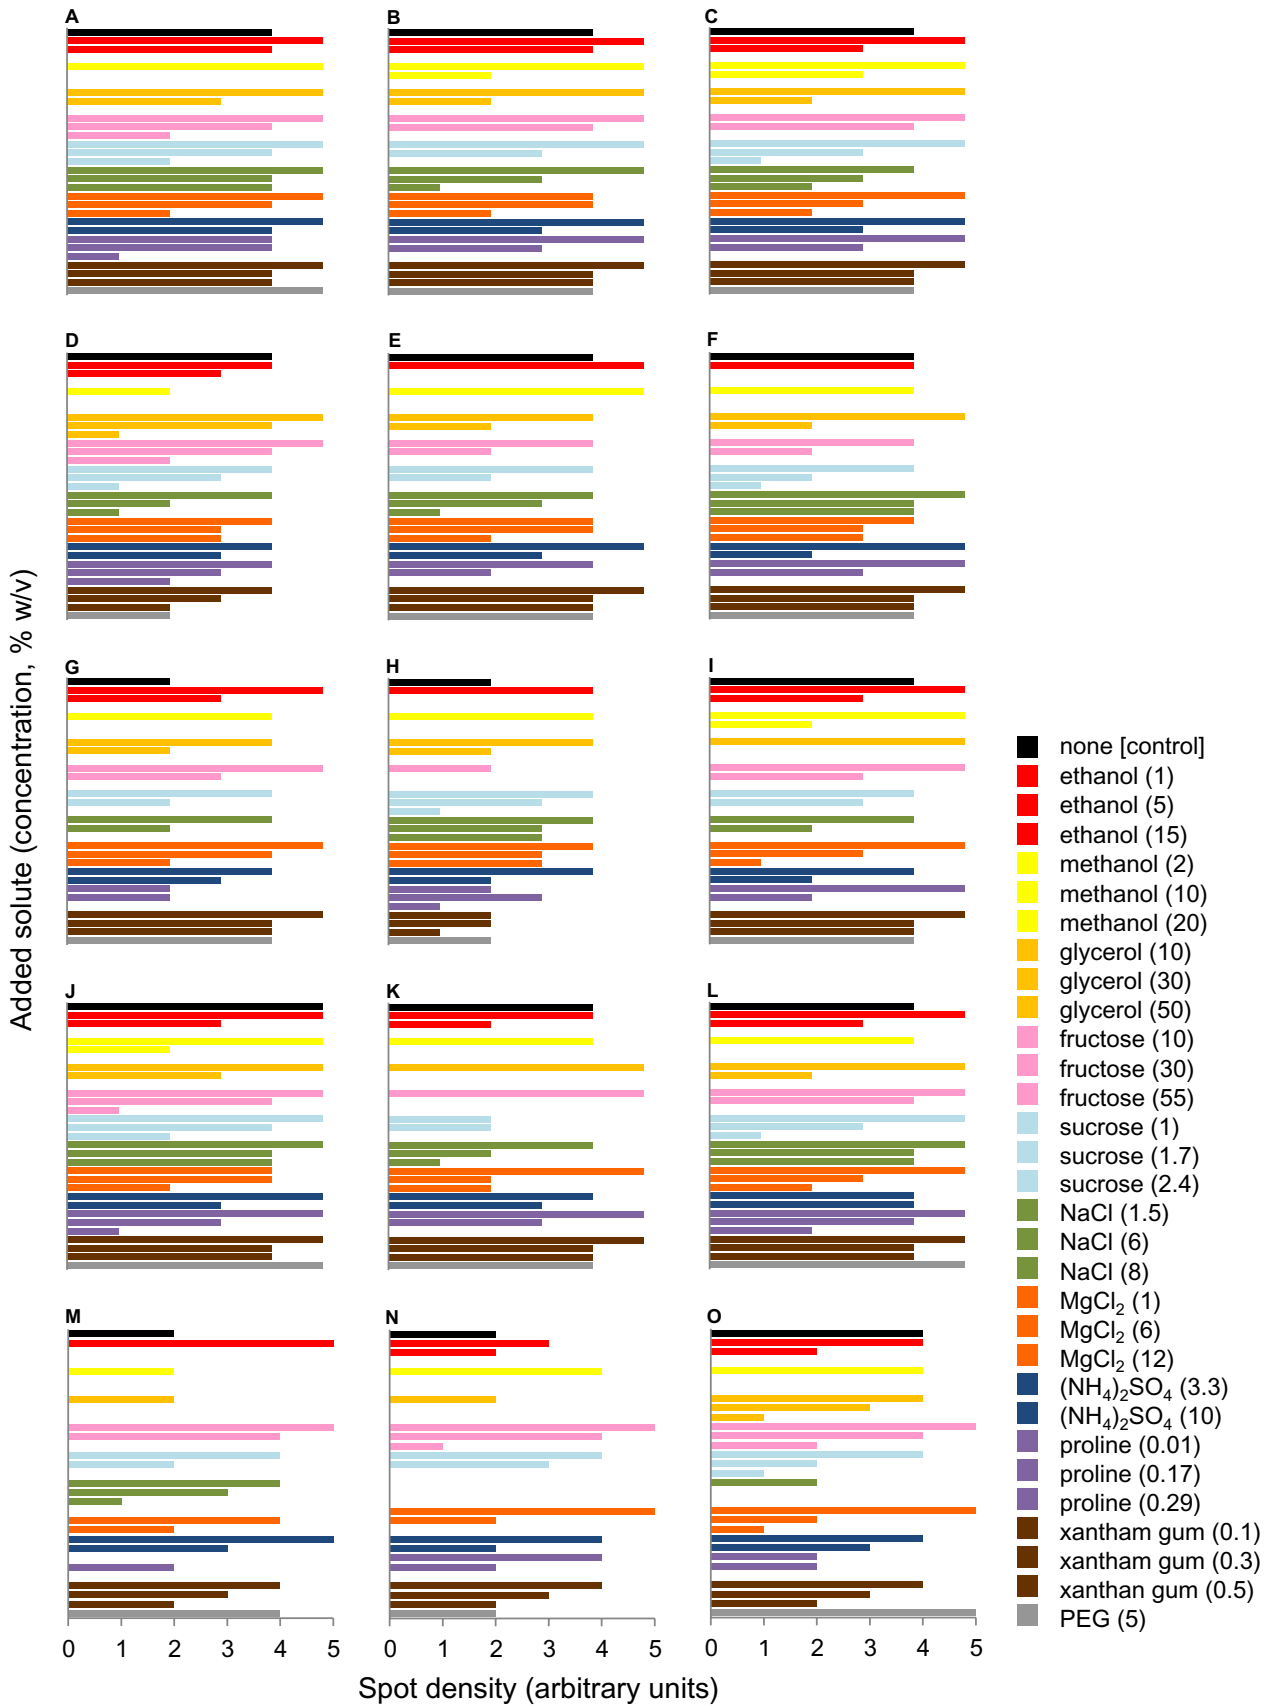 A
B
C
D
E
F
G
H
I
J
K
L
M
N
O
Added solute (concentration, % w/v)
none [control]
ethanol (1)
ethanol (5)
ethanol (15)
methanol (2)
methanol (10)
methanol (20)
glycerol (10)
glycerol (30)
glycerol (50)
fructose (10)
fructose (30)
fructose (55)
sucrose (1)
sucrose (1.7)
sucrose (2.4)
NaCl (1.5)
NaCl (6)
NaCl (8)
MgCl₂ (1)
MgCl₂ (6)
MgCl₂ (12)
(NH₄)₂SO₄ (3.3)
(NH₄)₂SO₄ (10)
proline (0.01)
proline (0.17)
proline (0.29)
xantham gum (0.1)
xantham gum (0.3)
xanthan gum (0.5)
PEG (5)
0 1 2 3 4 5 0 1 2 3 4 5 0 1 2 3 4 5
Spot density (arbitrary units)